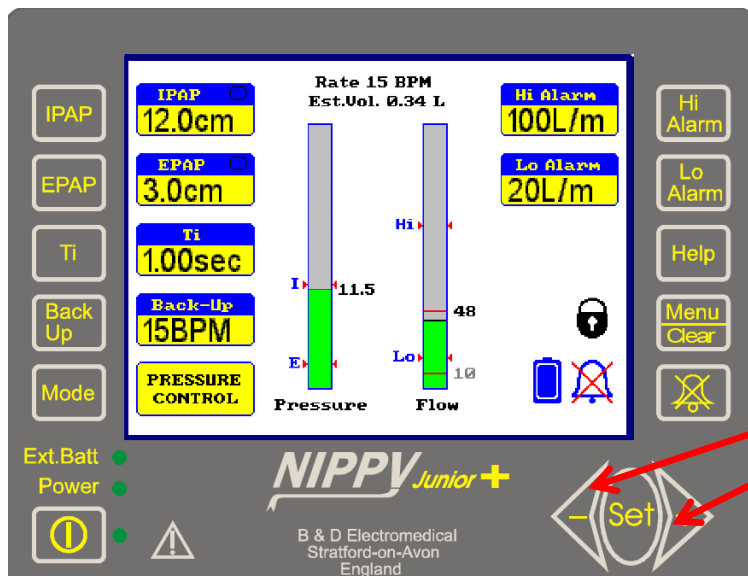 IPAP
EPAP
Ti
Back
Up
Mode
IPAP
12.0cm
EPAP
3.0cm
Ti
1.00sec
Back-Up
15BPM
PRESSURE
CONTROL
Rate 15 BPM
Est.Vol. 0.34 L
I
11.5
E
Pressure
Hi
48
Lo
10
Flow
Hi Alarm
100L/m
Lo Alarm
20L/m
Hi
Alarm
Lo
Alarm
Help
Menu
Clear
Ext.Batt
Power
NIPPY Junior +
B & D Electromedical
Stratford-on-Avon
England
– Set